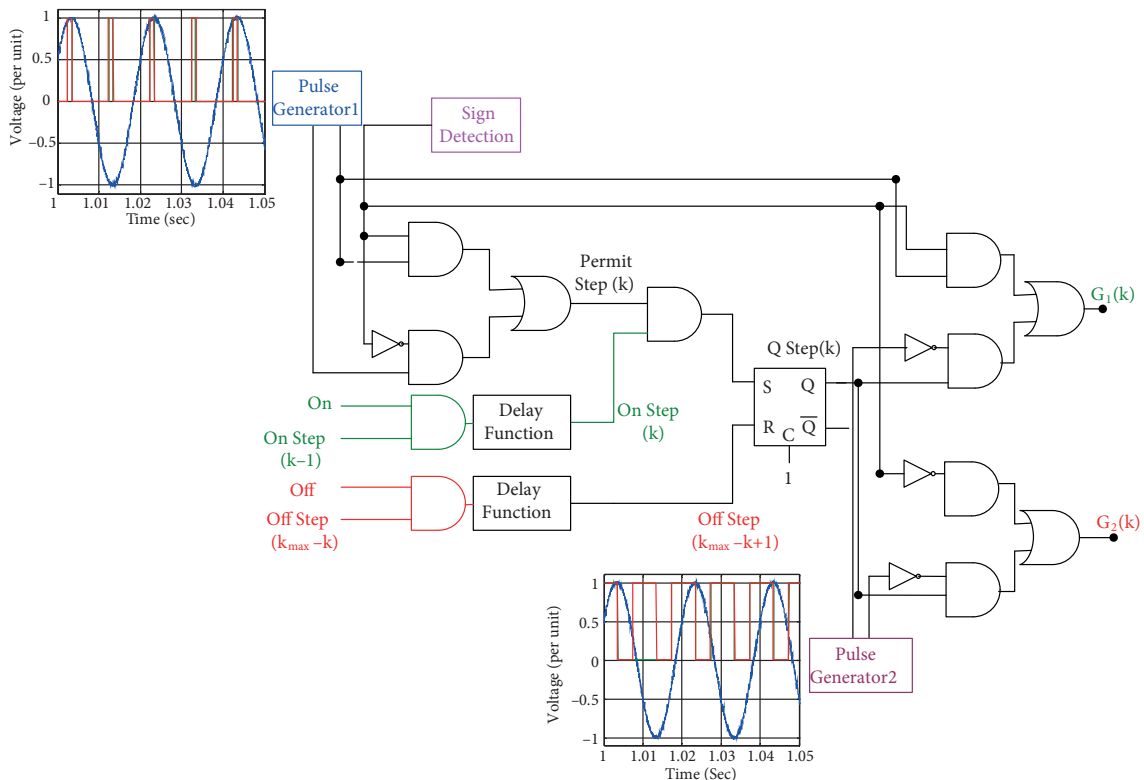 Voltage (per unit)
1
0.5
0
−0.5
−1
1 1.01 1.02 1.03 1.04 1.05
Time (sec)
Pulse
Generator1
Sign
Detection
Permit
Step (k)
G₁(k)
Q Step(k)
S Q
R C Q̅
1
On
On Step
(k−1)
Delay
Function
On Step
(k)
Off
Off Step
(kmax −k)
Delay
Function
Off Step
(kmax −k+1)
G₂(k)
Voltage (per unit)
1
0.5
0
−0.5
−1
1 1.01 1.02 1.03 1.04 1.05
Time (Sec)
Pulse
Generator2